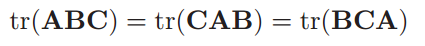 tr(ABC) = tr(CAB) = tr(BCA)